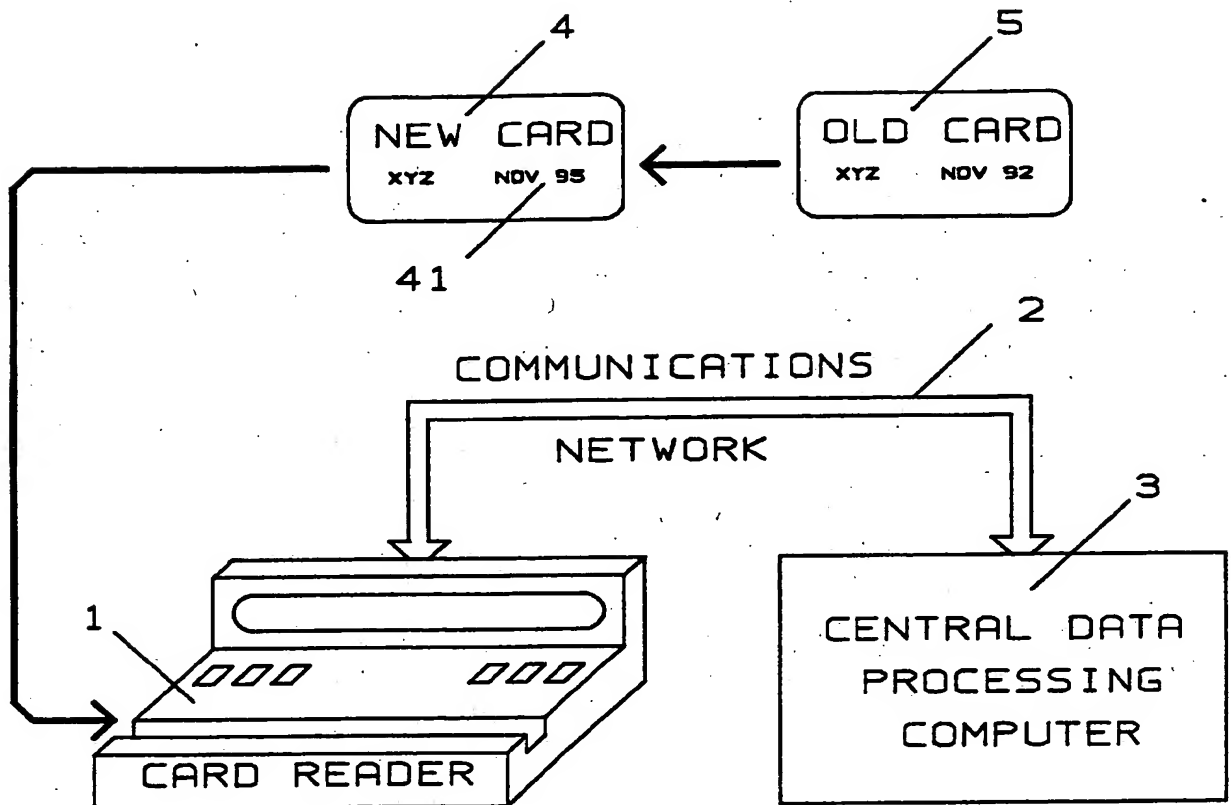 4
5
NEW CARD
XYZ NOV 95
OLD CARD
XYZ NOV 92
41
2
COMMUNICATIONS
NETWORK
3
1
CENTRAL DATA
PROCESSING
COMPUTER
CARD READER